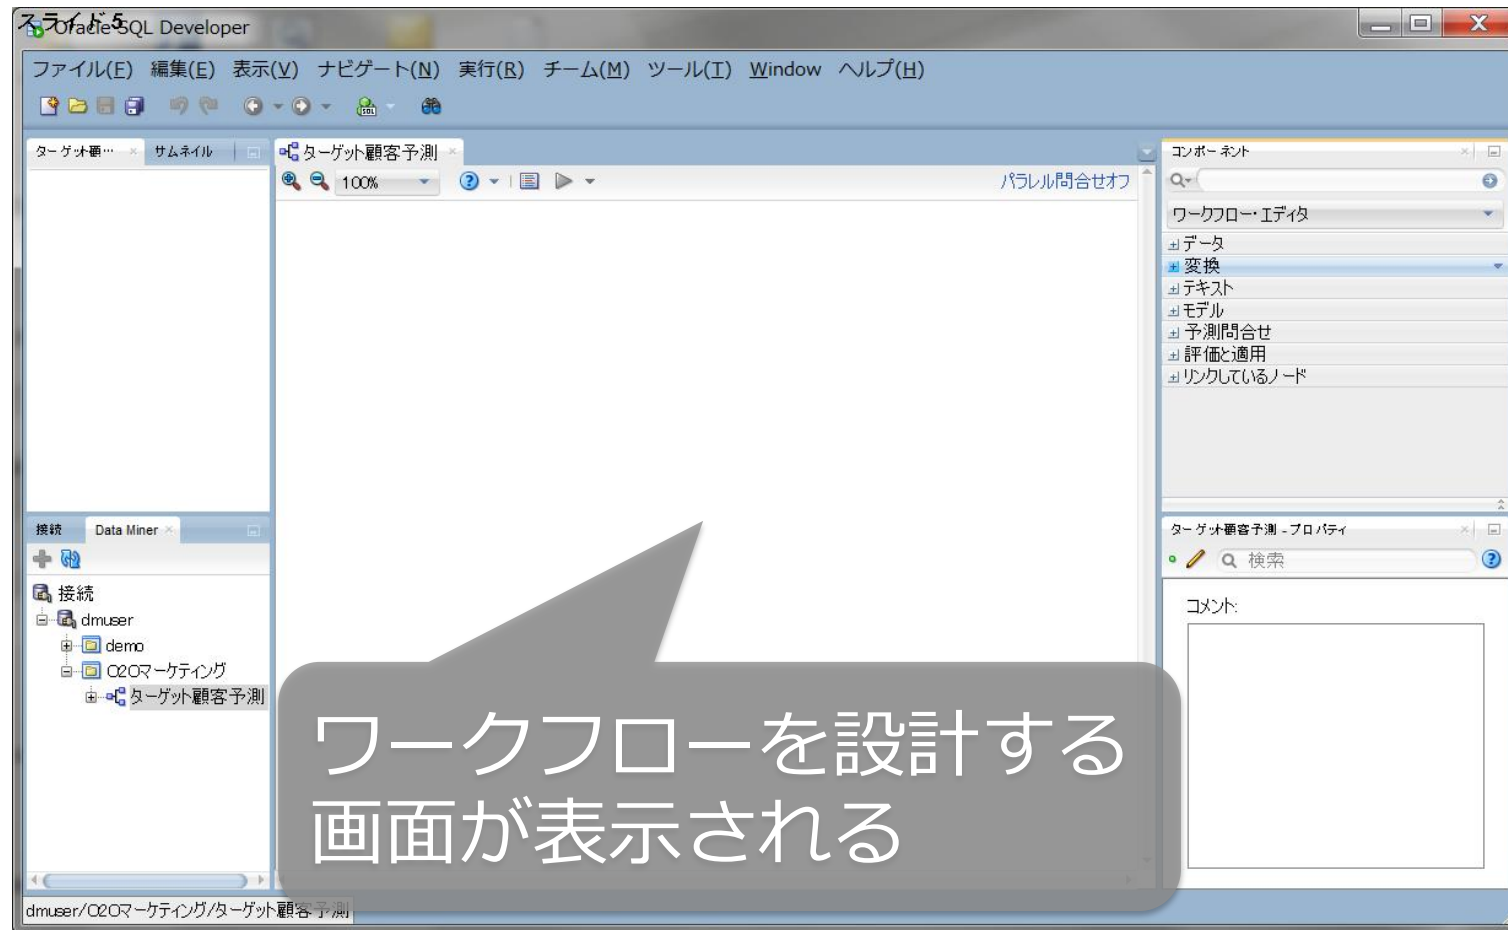 スライド 5
Oracle SQL Developer
ファイル(F) 編集(E) 表示(V) ナビゲート(N) 実行(R) チーム(M) ツール(T) Window ヘルプ(H)
ターゲット顧… サムネイル
ターゲット顧客予測
100%
パラレル問合せオフ
コンポーネント
ワークフロー・エディタ
データ
変換
テキスト
モデル
予測問合せ
評価と適用
リンクしているノード
接続 Data Miner
接続
dmuser
demo
O2Oマーケティング
ターゲット顧客予測
ターゲット顧客予測 - プロパティ
検索
コメント:
ワークフローを設計する
画面が表示される
dmuser/O2Oマーケティング/ターゲット顧客予測